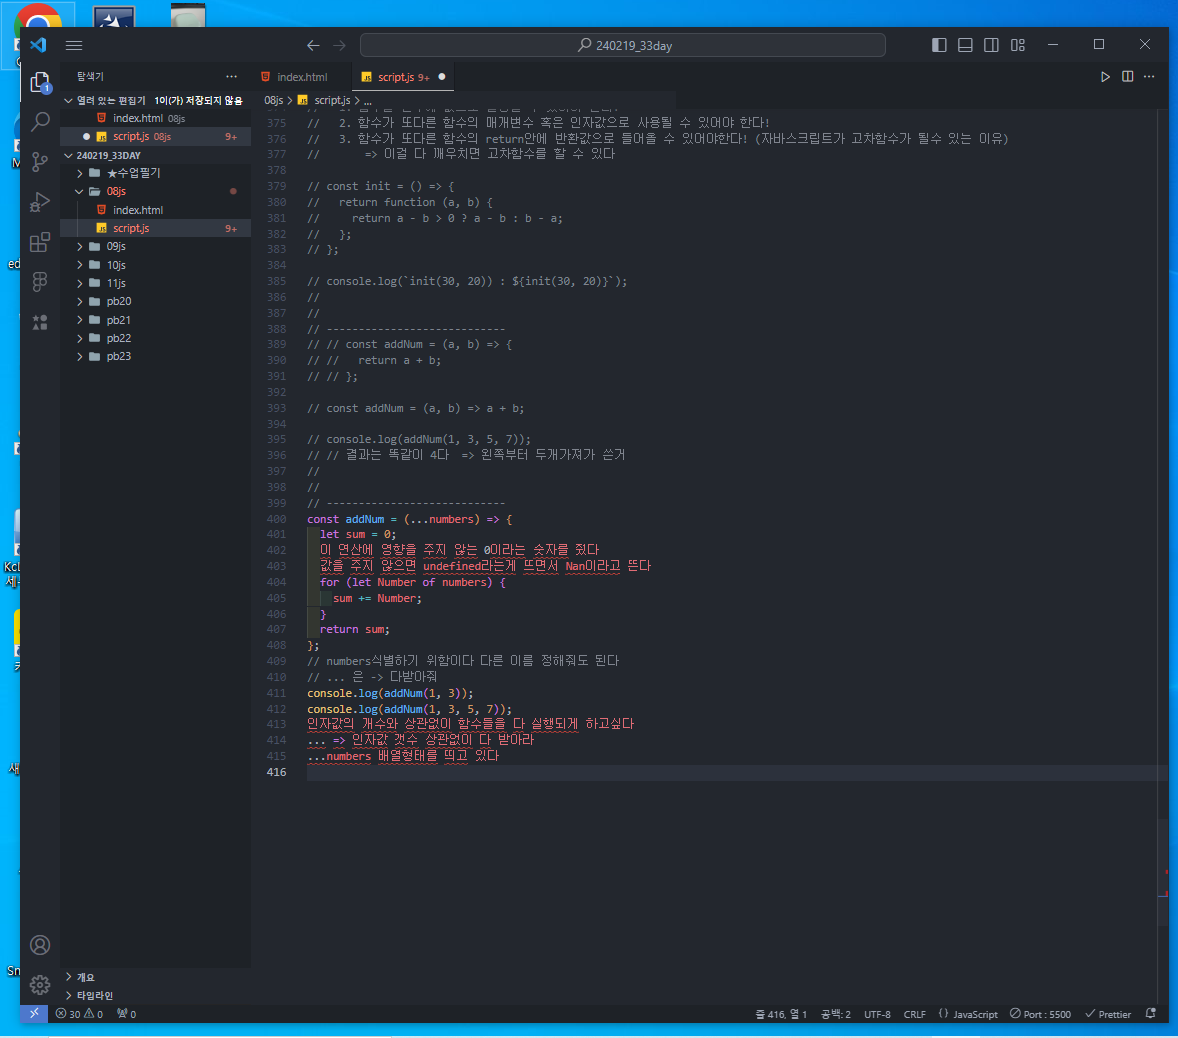 240219_33day
탐색기
index.html
script.js 9+
열려 있는 편집기 1이(가) 저장되지 않음
08js > script.js > ...
index.html 08js
script.js 08js 9+
240219_33DAY
★수업필기
08js
index.html
script.js 9+
09js
10js
11js
pb20
pb21
pb22
pb23
375 // 2. 함수가 또다른 함수의 매개변수 혹은 인자값으로 사용될 수 있어야 한다!
376 // 3. 함수가 또다른 함수의 return안에 반환값으로 들어올 수 있어야한다! (자바스크립트가 고차함수가 될수 있는 이유)
377 // => 이걸 다 깨우치면 고차함수를 할 수 있다
378
379 // const init = () => {
380 // return function (a, b) {
381 // return a - b > 0 ? a - b : b - a;
382 // };
383 // };
384
385 // console.log(`init(30, 20)) : ${init(30, 20)}`);
386 //
387 //
388 // ----------------------------
389 // // const addNum = (a, b) => {
390 // // return a + b;
391 // // };
392
393 // const addNum = (a, b) => a + b;
394
395 // console.log(addNum(1, 3, 5, 7));
396 // // 결과는 똑같이 4다 => 왼쪽부터 두개가져가 쓴거
397 //
398 //
399 // ----------------------------
400 const addNum = (...numbers) => {
401 let sum = 0;
402 이 연산에 영향을 주지 않는 0이라는 숫자를 줬다
403 값을 주지 않으면 undefined라는게 뜨면서 Nan이라고 뜬다
404 for (let Number of numbers) {
405 sum += Number;
406 }
407 return sum;
408 };
409 // numbers식별하기 위함이다 다른 이름 정해줘도 된다
410 // ... 은 -> 다받아줘
411 console.log(addNum(1, 3));
412 console.log(addNum(1, 3, 5, 7));
413 인자값의 개수와 상관없이 함수들을 다 실행되게 하고싶다
414 ... => 인자값 갯수 상관없이 다 받아라
415 ...numbers 배열형태를 띄고 있다
416
개요
타임라인
30 0 0
줄 416, 열 1 공백: 2 UTF-8 CRLF {} JavaScript Port : 5500 Prettier